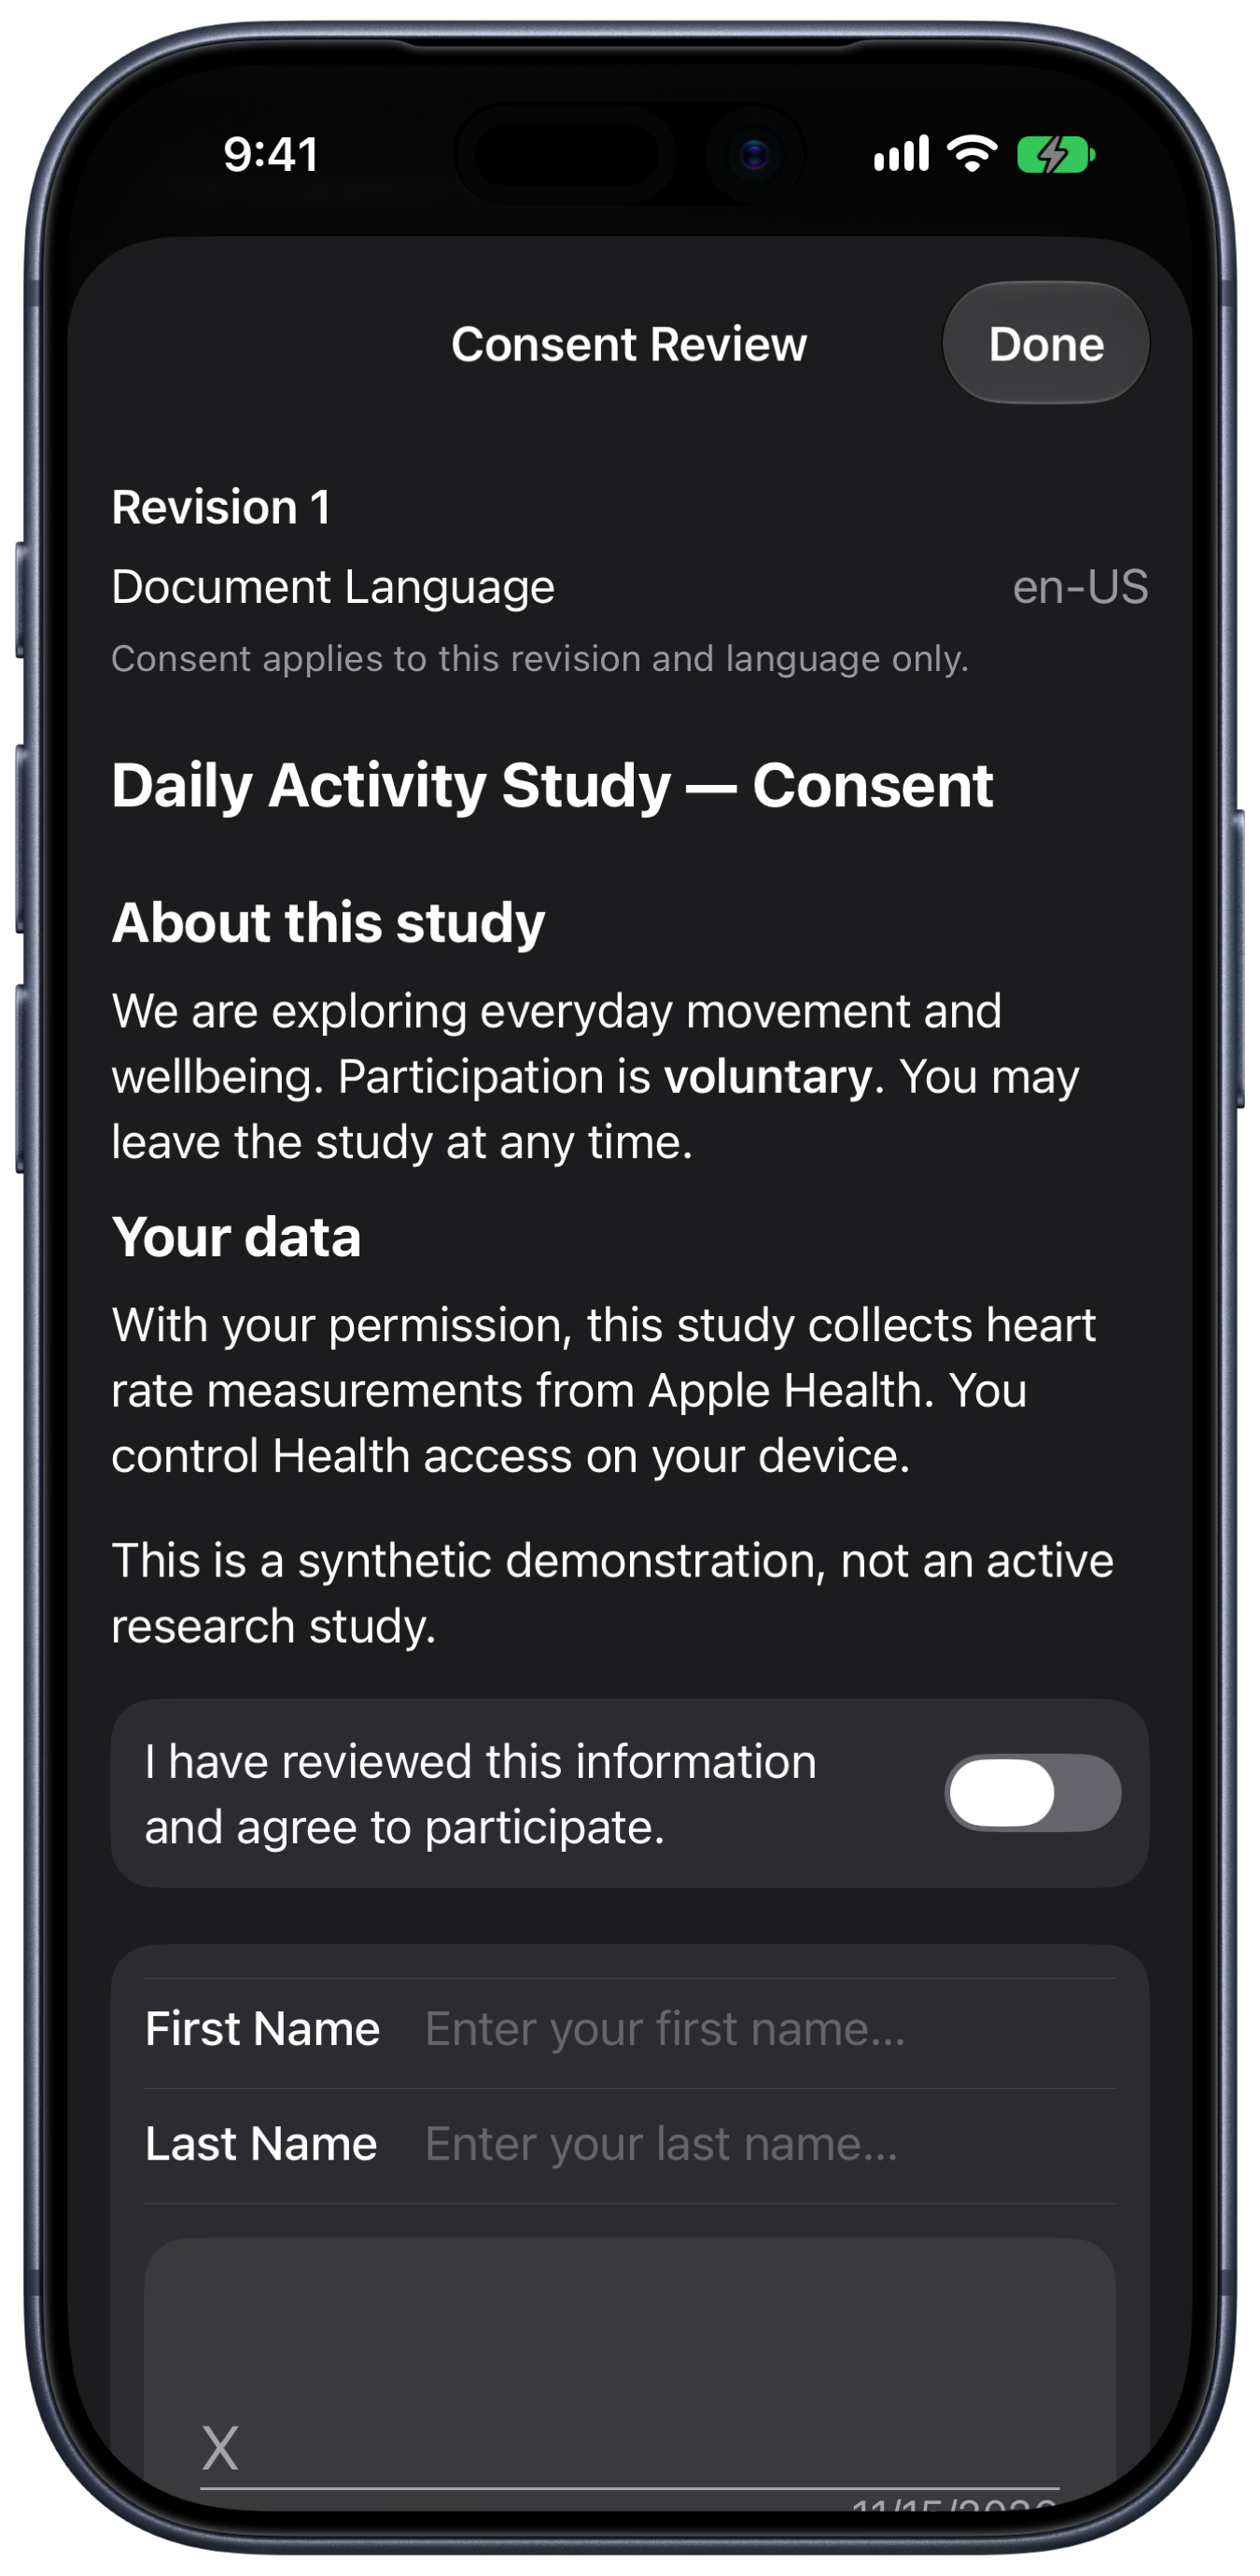 9:41
Consent Review
Done
Revision 1
Document Language
en-US
Consent applies to this revision and language only.
Daily Activity Study — Consent
About this study
We are exploring everyday movement and
wellbeing. Participation is voluntary. You may
leave the study at any time.
Your data
With your permission, this study collects heart
rate measurements from Apple Health. You
control Health access on your device.
This is a synthetic demonstration, not an active
research study.
I have reviewed this information
and agree to participate.
First Name
Enter your first name...
Last Name
Enter your last name...
X